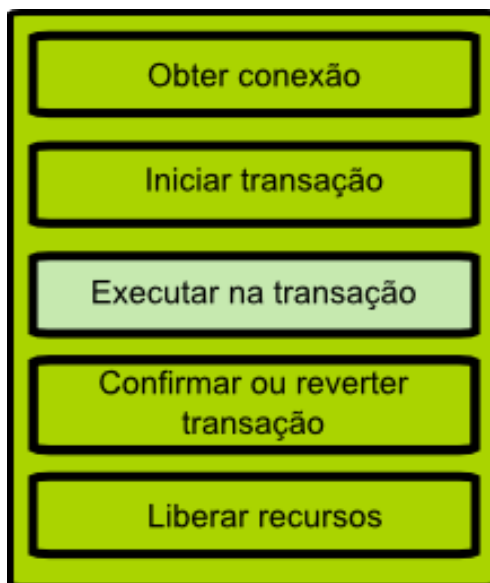 Obter conexão
Iniciar transação
Executar na transação
Confirmar ou reverter
transação
Liberar recursos